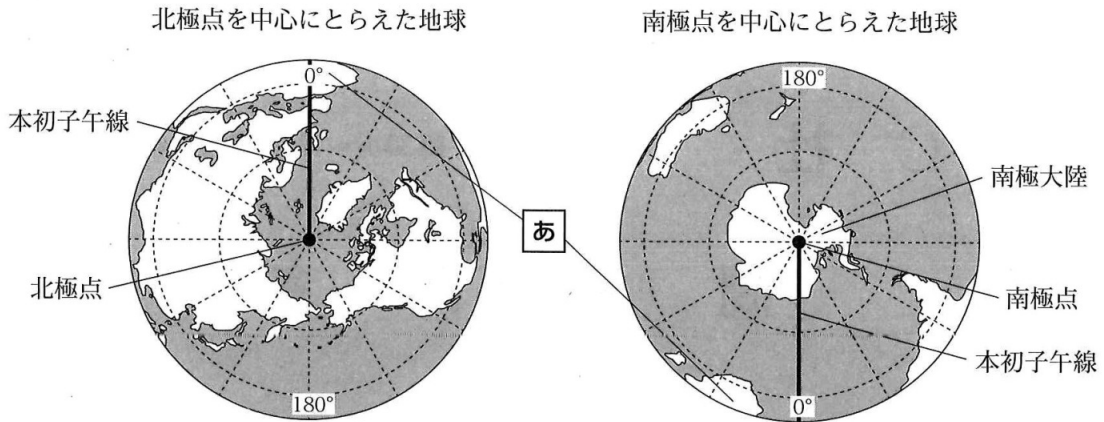 北極点を中心にとらえた地球
南極点を中心にとらえた地球
0°
180°
本初子午線
南極大陸
あ
北極点
南極点
本初子午線
180°
0°